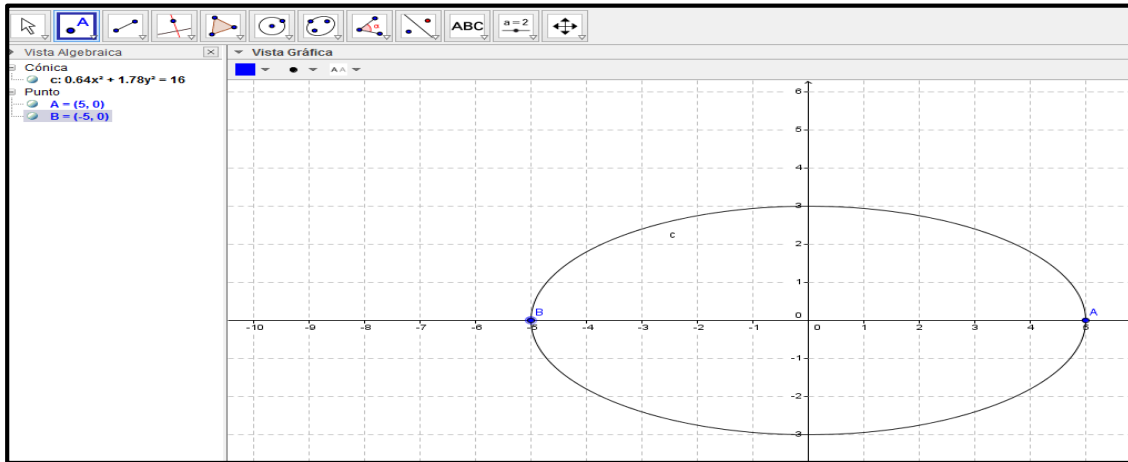 A
α
ABC
a=2
Vista Algebraica
Vista Gráfica
Cónica
c: 0.64x² + 1.78y² = 16
Punto
A = (5, 0)
B = (-5, 0)
AA
6
5
4
3
c
2
1
B
0
A
-10 -9 -8 -7 -6 -5 -4 -3 -2 -1 0 1 2 3 4 5
-1
-2
-3